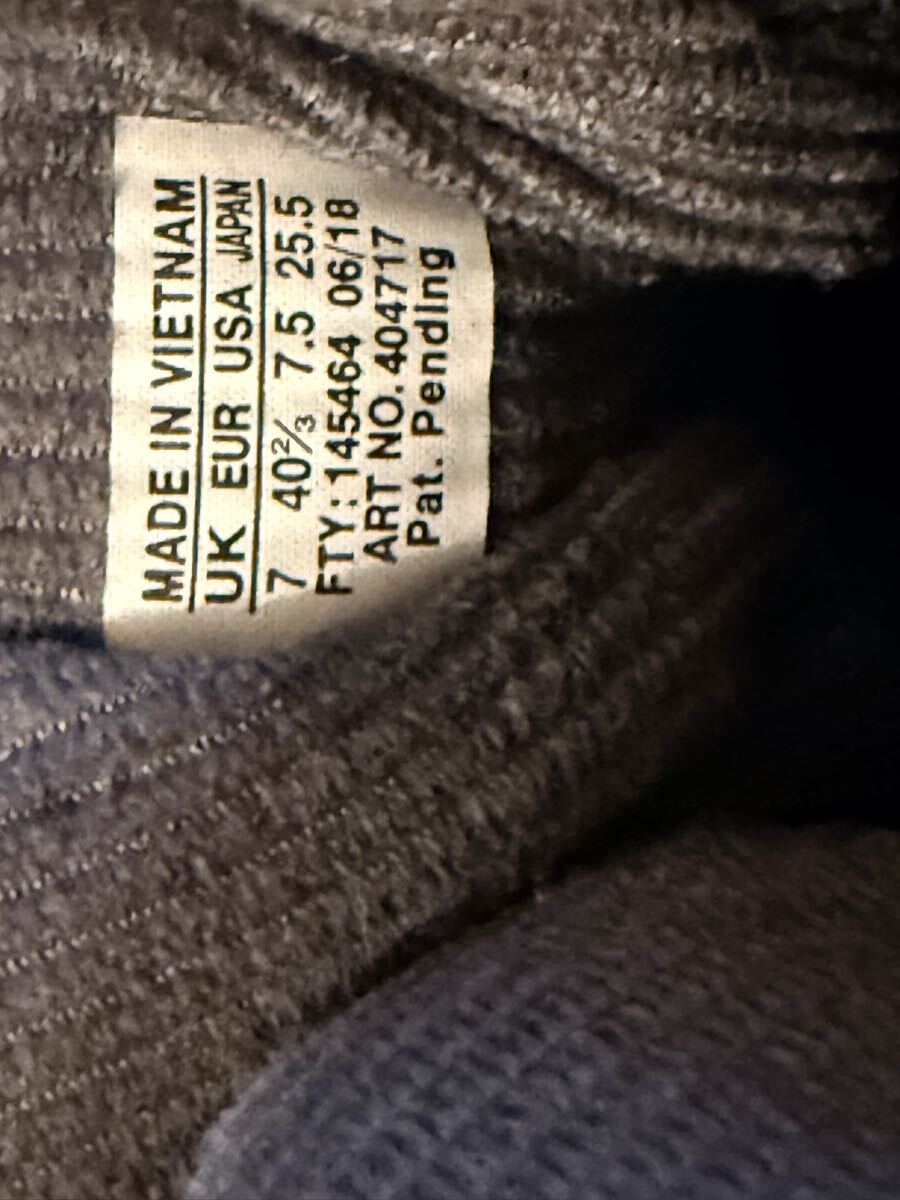 MADE IN VIETNAM
UK EUR USA JAPAN
7 40⅔ 7.5 25.5
FTY: 145464 06/18
ART NO. 404717
Pat. Pending